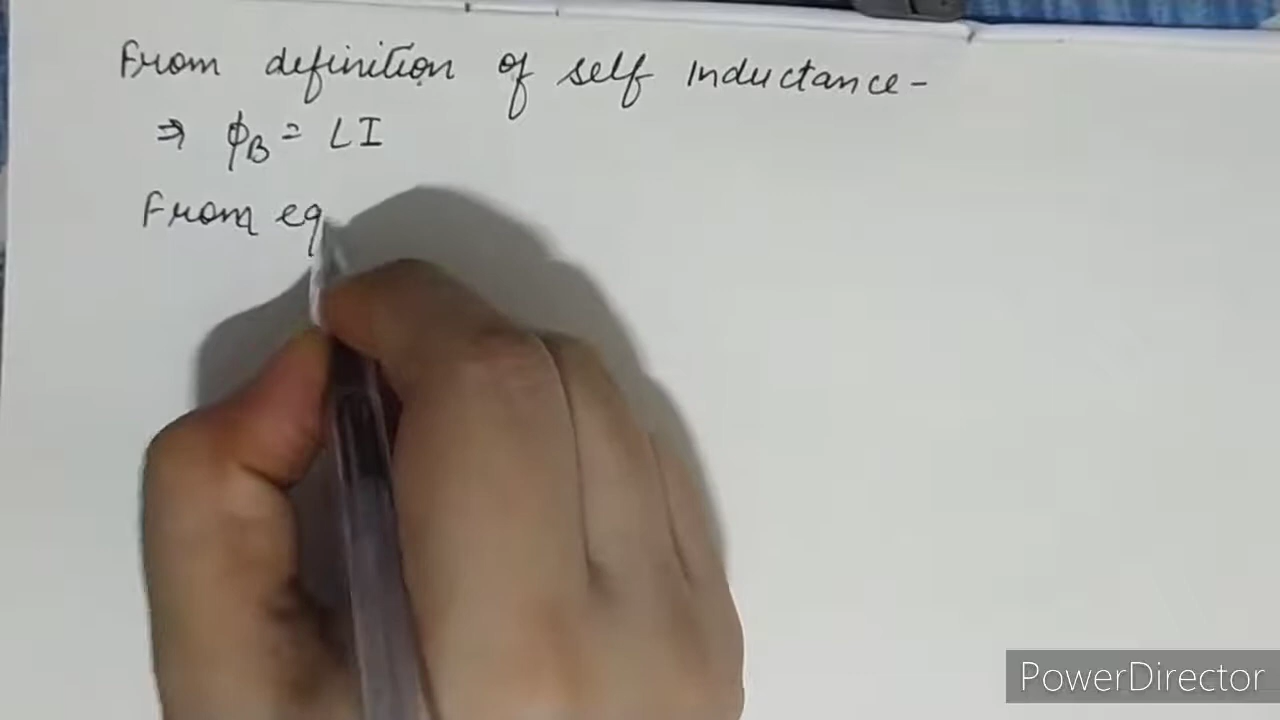 From definition of self Inductance-
⇒ ϕB = LI
From eq
PowerDirector